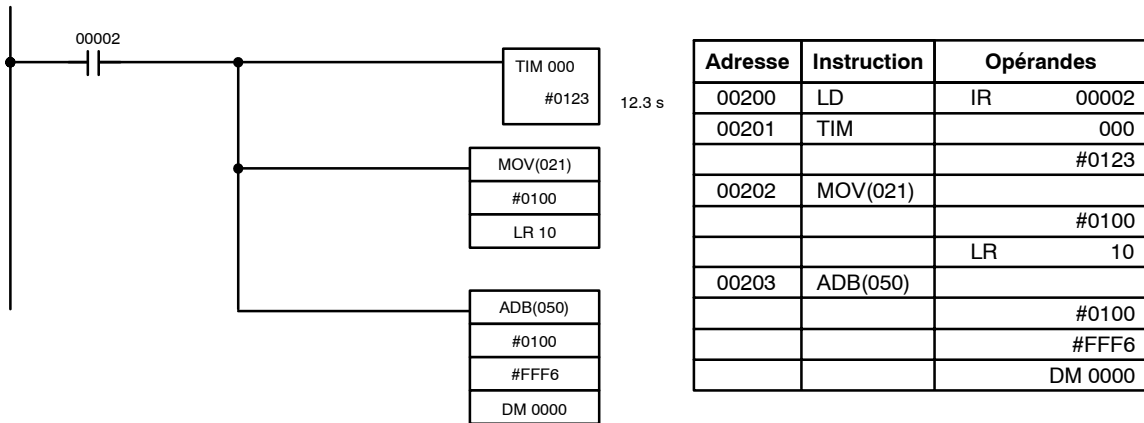 00002
TIM 000
#0123
12.3 s
MOV(021)
#0100
LR 10
ADB(050)
#0100
#FFF6
DM 0000
Adresse Instruction Opérandes
00200 LD IR 00002
00201 TIM 000
#0123
00202 MOV(021)
#0100
LR 10
00203 ADB(050)
#0100
#FFF6
DM 0000